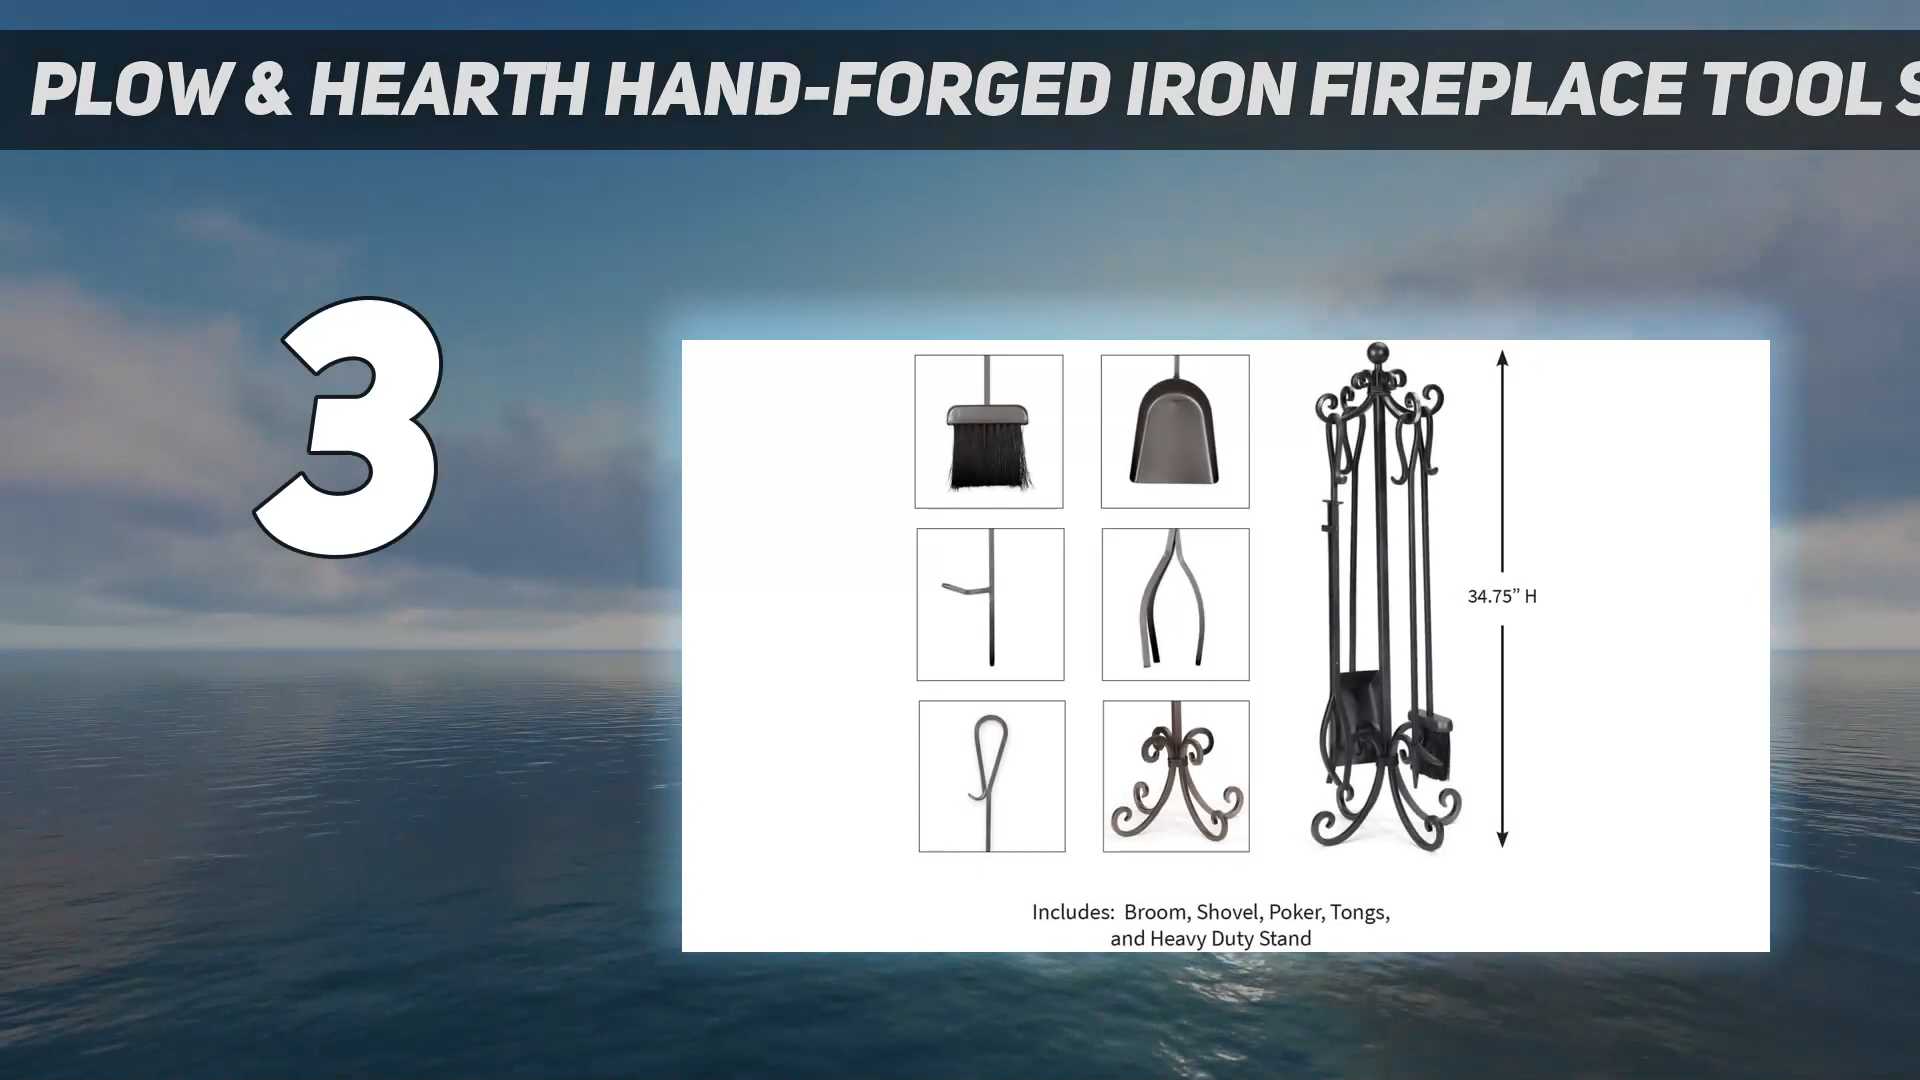 PLOW & HEARTH HAND-FORGED IRON FIREPLACE TOOL S
3
34.75” H
Includes: Broom, Shovel, Poker, Tongs,
and Heavy Duty Stand